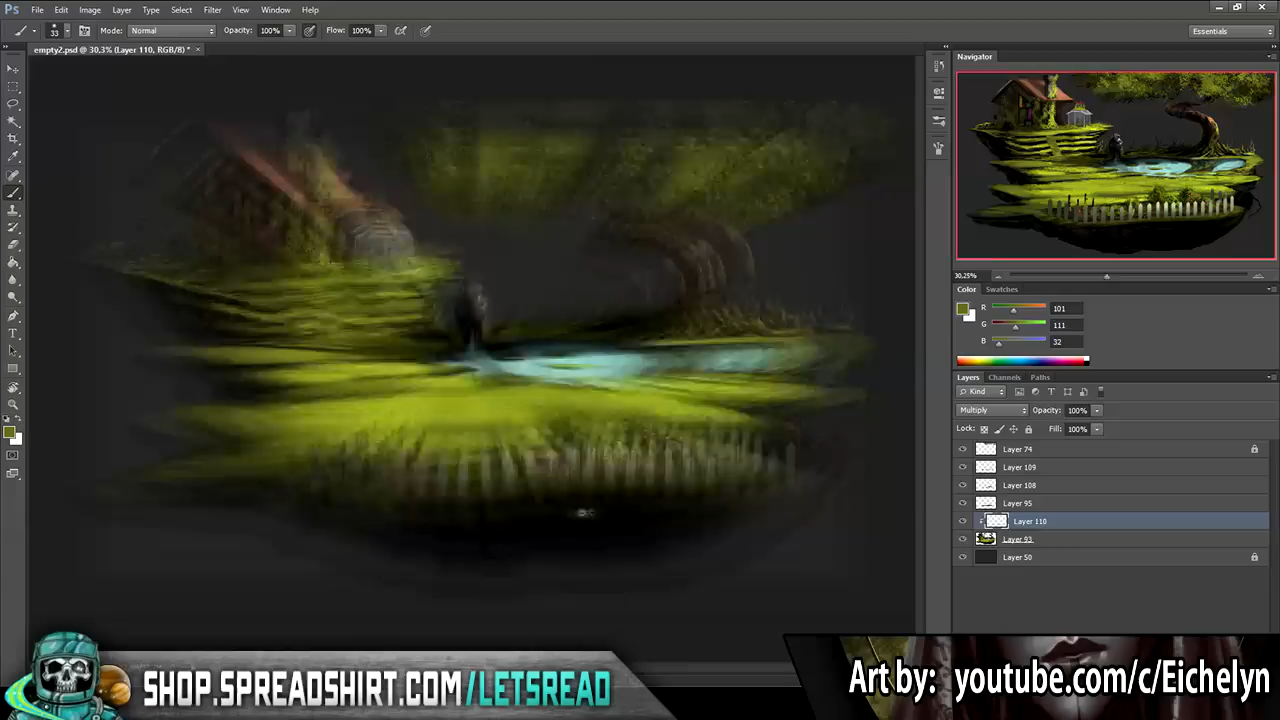 Ps File Edit Image Layer Type Select Filter View Window Help
33 Mode: Normal Opacity: 100% Flow: 100% Essentials
empty2.psd @ 30,3% (Layer 110, RGB/8) * ×
Navigator
30,25%
Color Swatches
R 101
G 111
B 32
Layers Channels Paths
Kind
Multiply Opacity: 100%
Lock: Fill: 100%
Layer 74
Layer 109
Layer 108
Layer 95
Layer 110
Layer 93
Layer 50
SHOP.SPREADSHIRT.COM/LETSREAD
Art by: youtube.com/c/Eichelyn